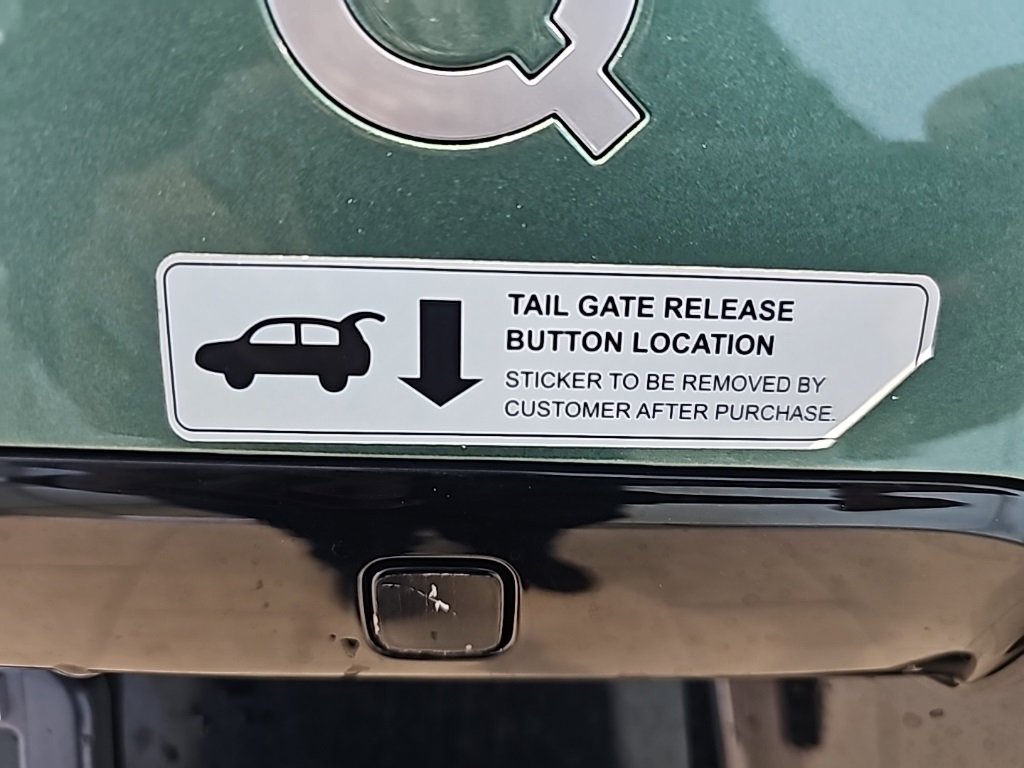 Q
TAIL GATE RELEASE
BUTTON LOCATION
STICKER TO BE REMOVED BY
CUSTOMER AFTER PURCHASE.